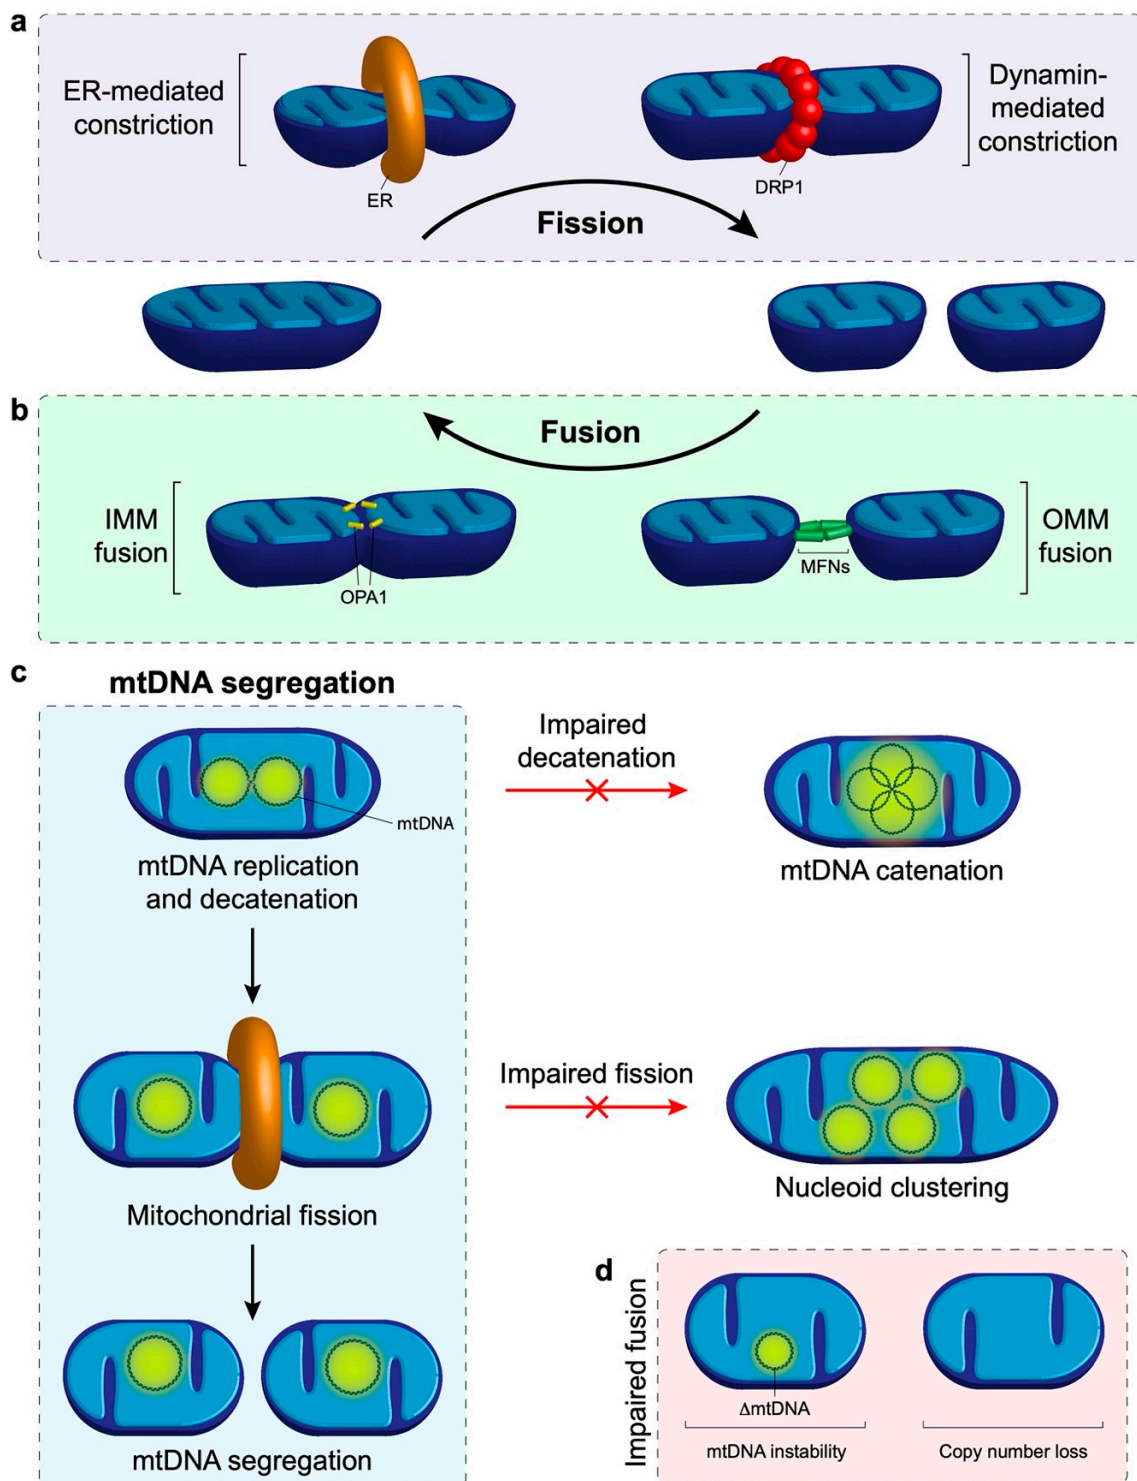 a
ER-mediated
constriction
ER
Dynamin-
mediated
constriction
DRP1
Fission
b
Fusion
IMM
fusion
OPA1
MFNs
OMM
fusion
c
mtDNA segregation
mtDNA
mtDNA replication
and decatenation
Impaired
decatenation
mtDNA catenation
Mitochondrial fission
Impaired fission
Nucleoid clustering
mtDNA segregation
d
Impaired fusion
ΔmtDNA
mtDNA instability
Copy number loss